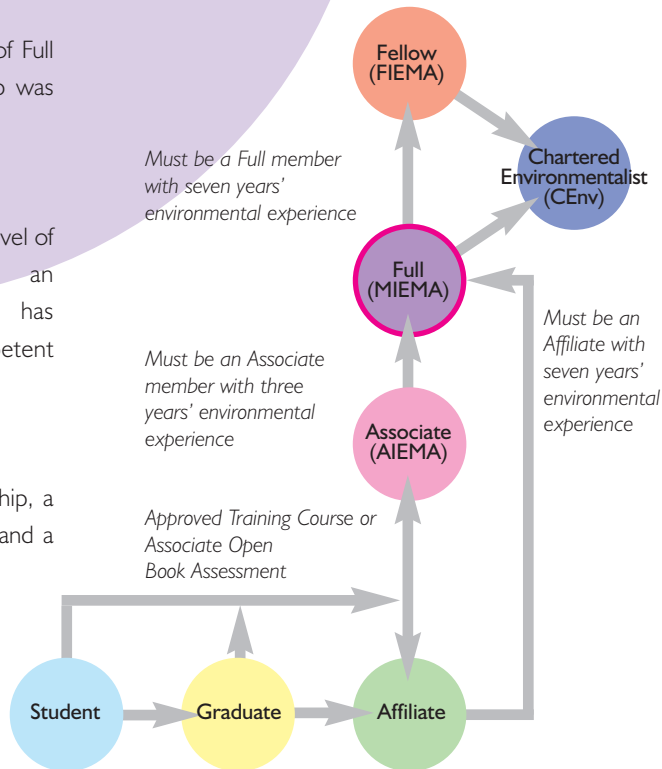 of Full
was
vel of
an
has
petent
hip, a
and a
Fellow
(FIEMA)
Chartered
Environmentalist
(CEnv)
Must be a Full member
with seven years'
environmental experience
Full
(MIEMA)
Must be an
Affiliate with
seven years'
environmental
experience
Must be an Associate
member with three
years' environmental
experience
Associate
(AIEMA)
Approved Training Course or
Associate Open
Book Assessment
Student
Graduate
Affiliate